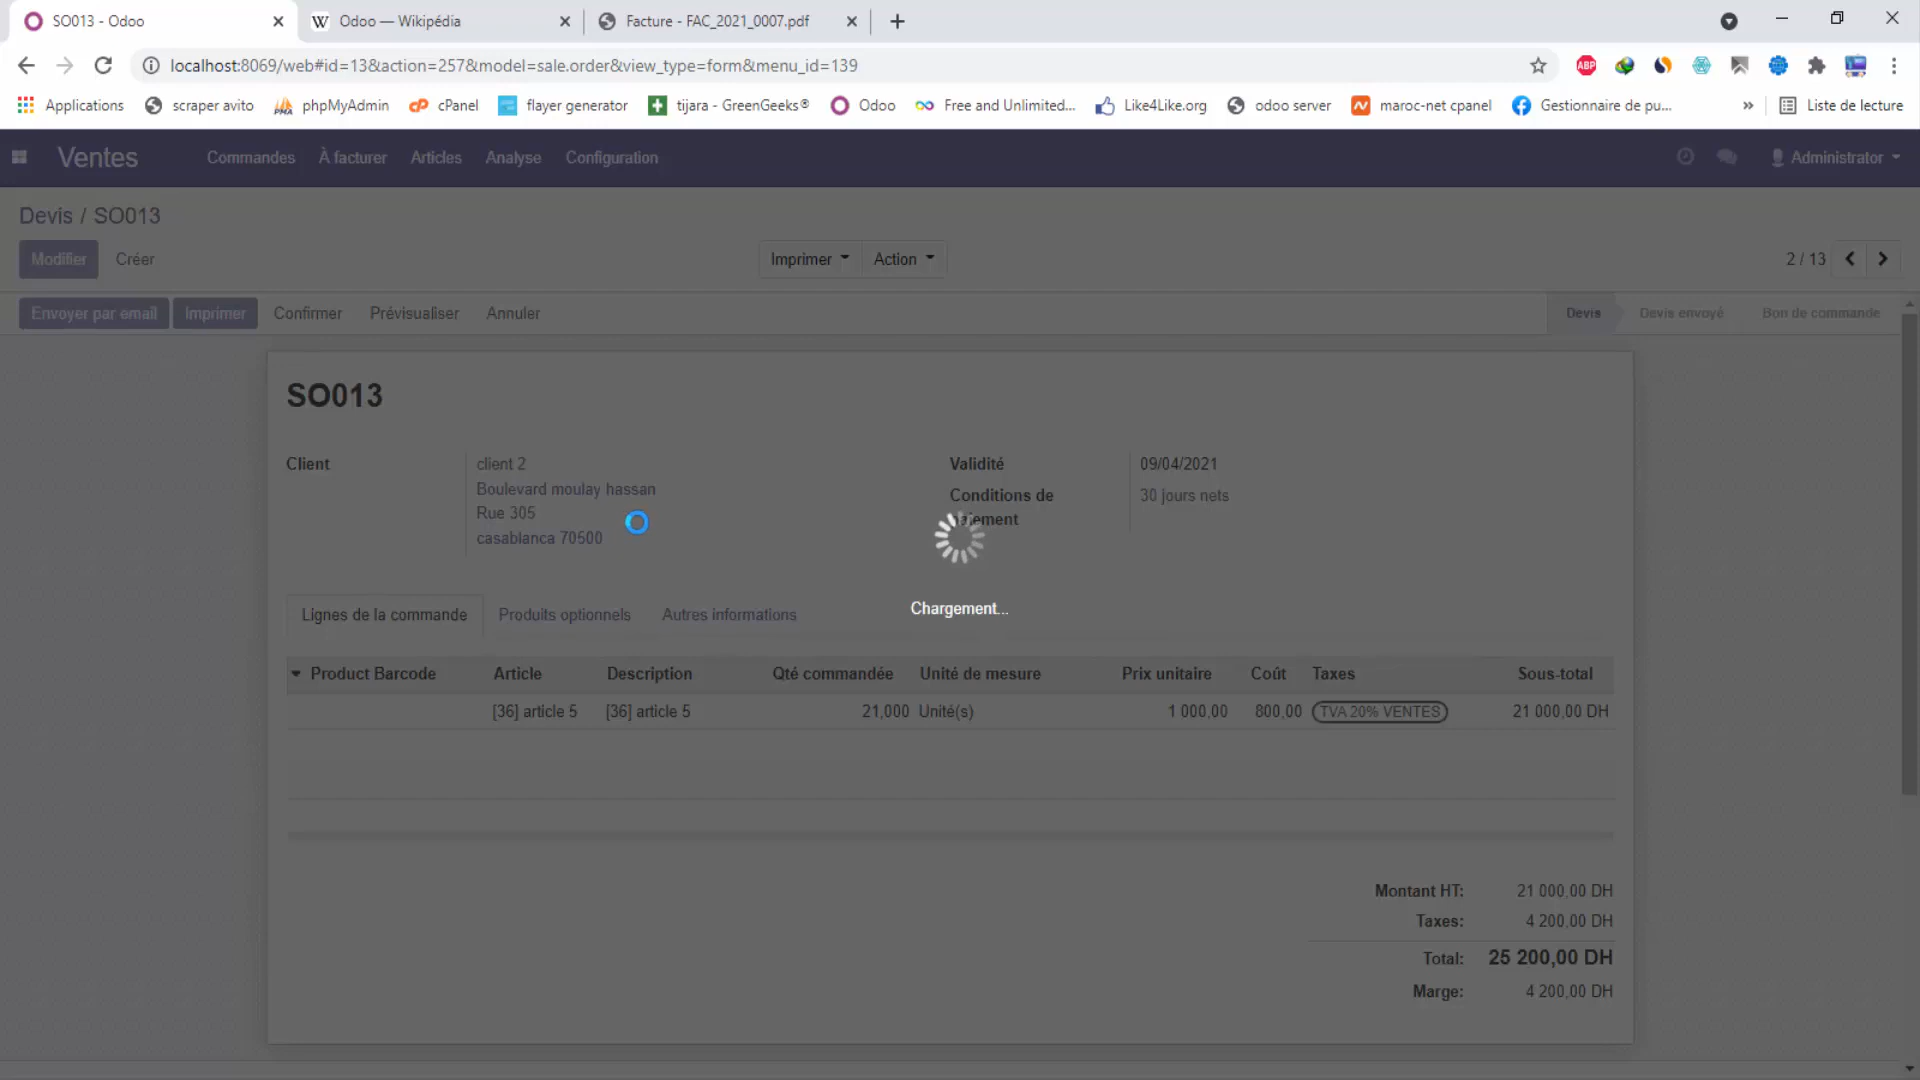 SO013 - Odoo
Odoo — Wikipédia
Facture - FAC_2021_0007.pdf
localhost:8069/web#id=13&action=257&model=sale.order&view_type=form&menu_id=139
ABP
Applications
scraper avito
phpMyAdmin
cPanel
flayer generator
tijara - GreenGeeks®
Odoo
Free and Unlimited...
Like4Like.org
odoo server
maroc-net cpanel
Gestionnaire de pu...
»
Liste de lecture
Ventes
Commandes
À facturer
Articles
Analyse
Configuration
Administrator
Devis / SO013
Modifier
Créer
Imprimer
Action
2 / 13
Envoyer par email
Imprimer
Confirmer
Prévisualiser
Annuler
Devis
Devis envoyé
Bon de commande
SO013
Client
client 2
Boulevard moulay hassan
Rue 305
casablanca 70500
Validité
09/04/2021
Conditions de
30 jours nets
Chargement...
Lignes de la commande
Produits optionnels
Autres informations
Product Barcode Article Description Qté commandée Unité de mesure Prix unitaire Coût Taxes Sous-total
[36] article 5 [36] article 5 21,000 Unité(s) 1 000,00 800,00 TVA 20% VENTES 21 000,00 DH
Montant HT: 21 000,00 DH
Taxes: 4 200,00 DH
Total: 25 200,00 DH
Marge: 4 200,00 DH